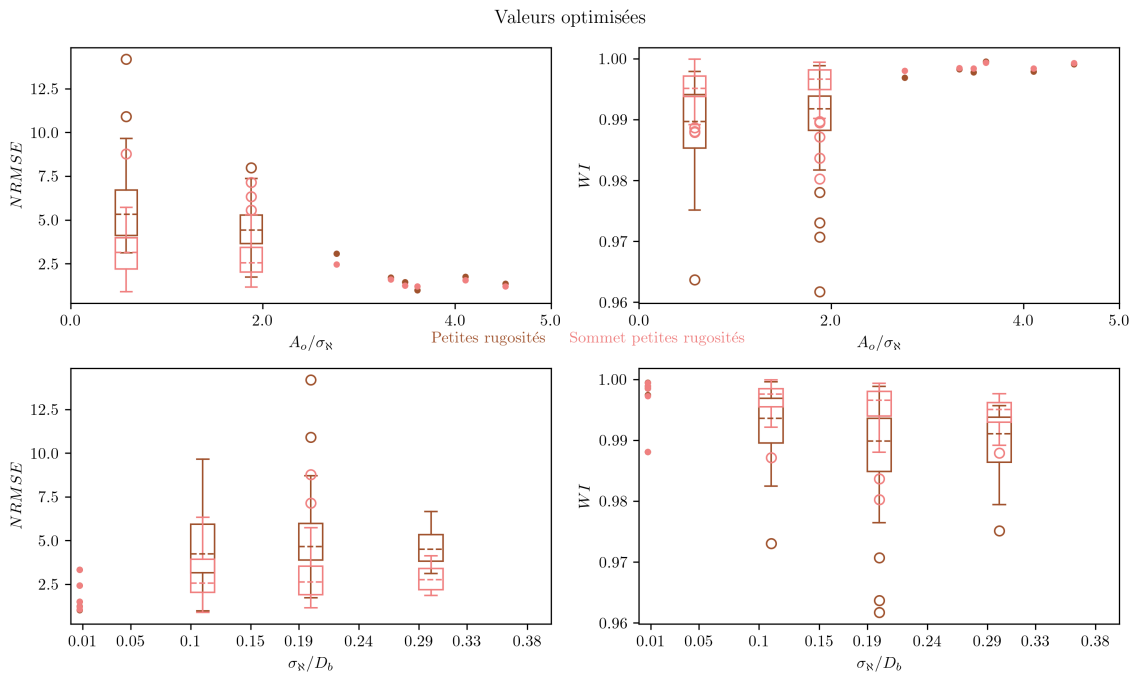 Valeurs optimisées
NRMSE
12.5
10.0
7.5
5.0
2.5
0.0 2.0 4.0 5.0
A_o/σ_ℵ
WI
1.00
0.99
0.98
0.97
0.96
0.0 2.0 4.0 5.0
A_o/σ_ℵ
Petites rugosités Sommet petites rugosités
NRMSE
12.5
10.0
7.5
5.0
2.5
0.01 0.05 0.1 0.15 0.19 0.24 0.29 0.33 0.38
σ_ℵ/D_b
WI
1.00
0.99
0.98
0.97
0.96
0.01 0.05 0.1 0.15 0.19 0.24 0.29 0.33 0.38
σ_ℵ/D_b